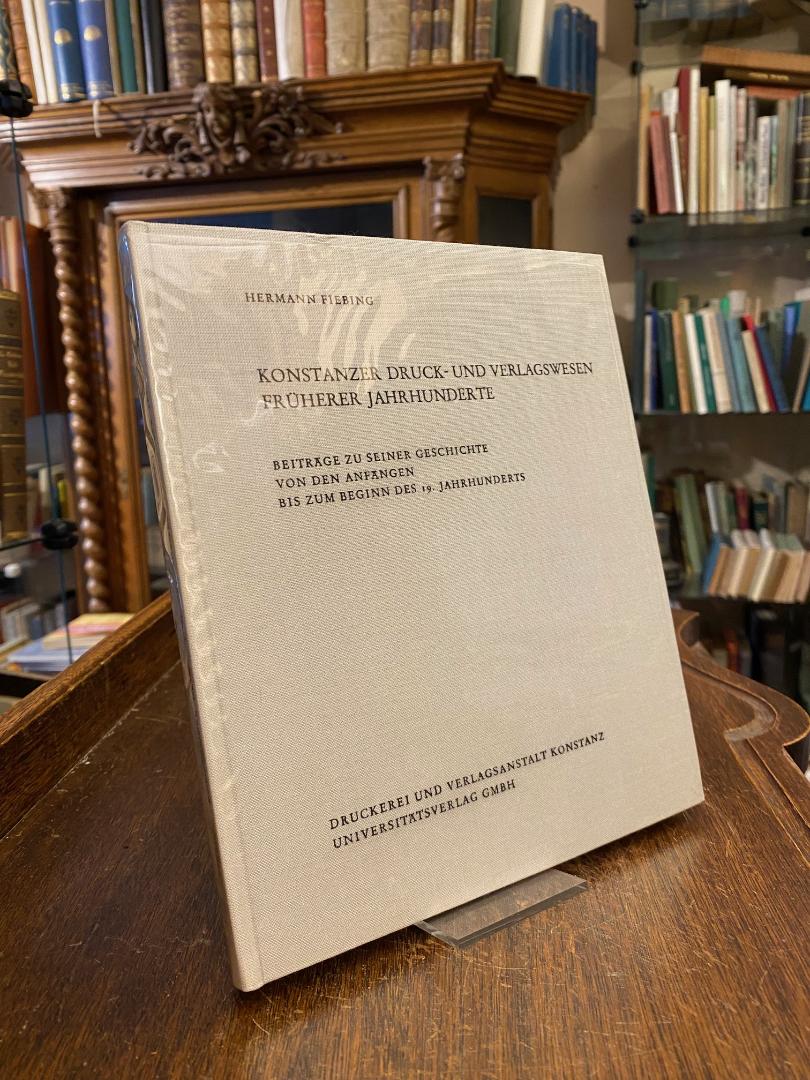 HERMANN FIEBING
KONSTANZER DRUCK- UND VERLAGSWESEN
FRÜHERER JAHRHUNDERTE
BEITRÄGE ZU SEINER GESCHICHTE
VON DEN ANFÄNGEN
BIS ZUM BEGINN DES 19. JAHRHUNDERTS
DRUCKEREI UND VERLAGSANSTALT KONSTANZ
UNIVERSITÄTSVERLAG GMBH